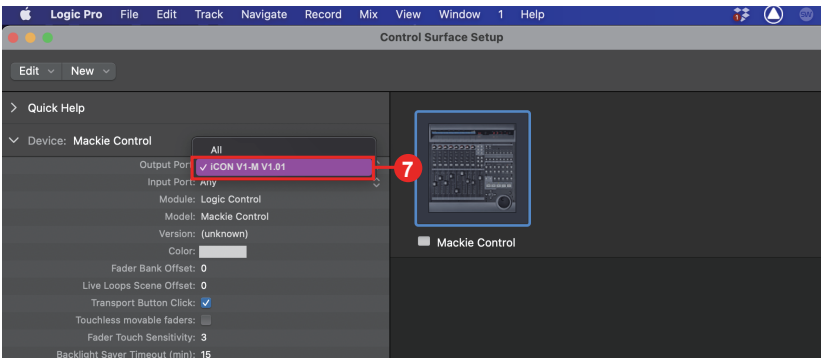 Logic Pro File Edit Track Navigate Record Mix View Window 1 Help
Control Surface Setup
Edit New
Quick Help
Device: Mackie Control
All
Output Por
✓ iCON V1-M V1.01
7
Input Port: Any
Module: Logic Control
Model: Mackie Control
Version: (unknown)
Mackie Control
Color:
Fader Bank Offset: 0
Live Loops Scene Offset: 0
Transport Button Click:
Touchless movable faders:
Fader Touch Sensitivity: 3
Backlight Saver Timeout (min): 15